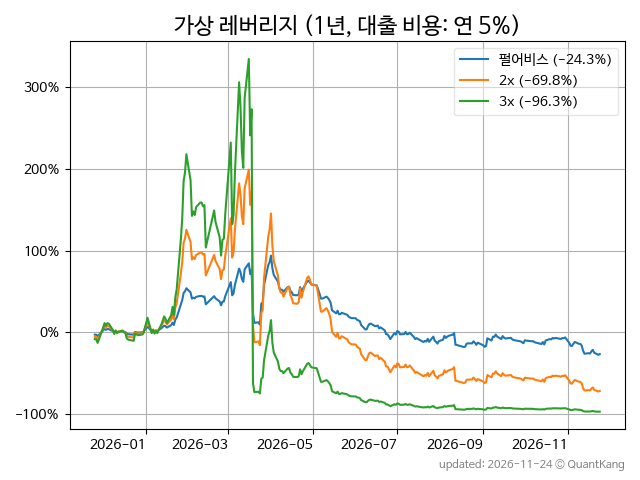 가상 레버리지 (1년, 대출 비용: 연 5%)
펄어비스 (-24.3%)
2x (-69.8%)
3x (-96.3%)
300%
200%
100%
0%
-100%
2026-01 2026-03 2026-05 2026-07 2026-09 2026-11
updated: 2026-11-24 © QuantKang